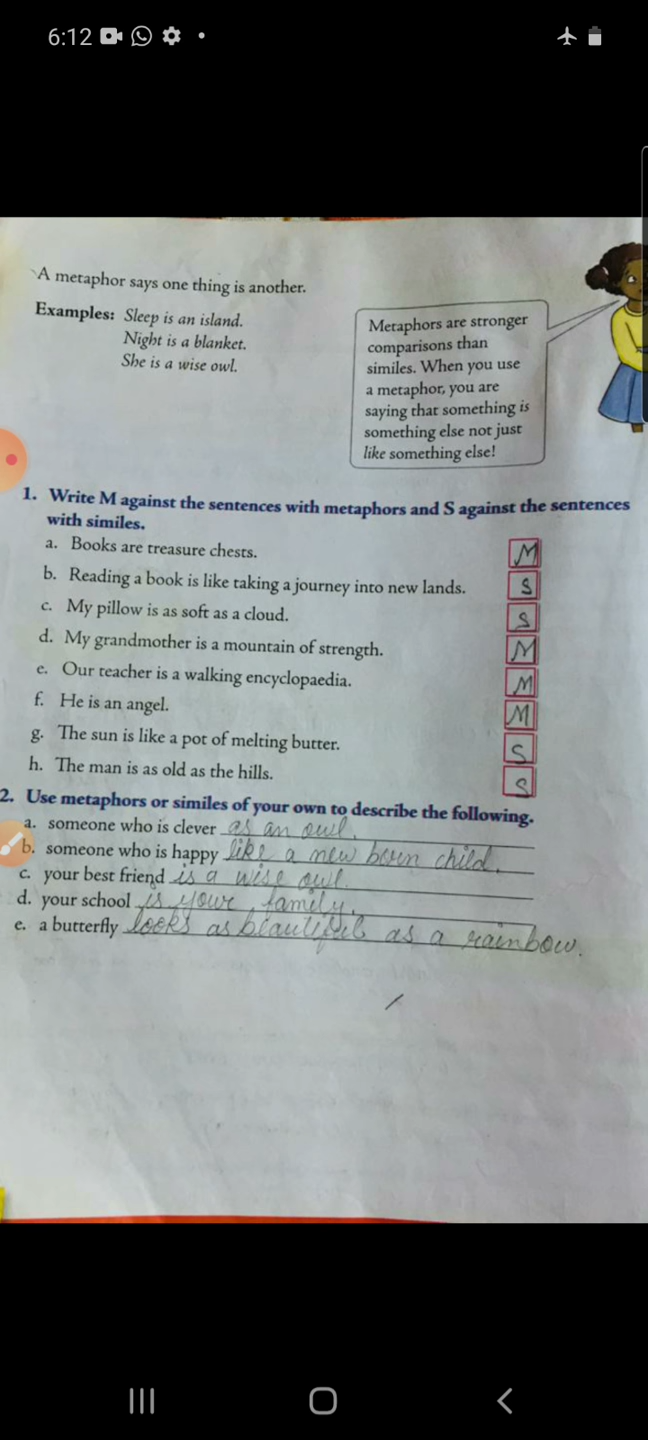 6:12
A metaphor says one thing is another.
Examples: Sleep is an island.
Night is a blanket.
She is a wise owl.
Metaphors are stronger
comparisons than
similes. When you use
a metaphor, you are
saying that something is
something else not just
like something else!
1. Write M against the sentences with metaphors and S against the sentences
with similes.
a. Books are treasure chests. M
b. Reading a book is like taking a journey into new lands. S
c. My pillow is as soft as a cloud. S
d. My grandmother is a mountain of strength. M
e. Our teacher is a walking encyclopaedia. M
f. He is an angel. M
g. The sun is like a pot of melting butter. S
h. The man is as old as the hills. S
2. Use metaphors or similes of your own to describe the following.
a. someone who is clever as an owl.
b. someone who is happy like a new born child.
c. your best friend is a wise owl.
d. your school is your family.
e. a butterfly looks as beautiful as a rainbow.